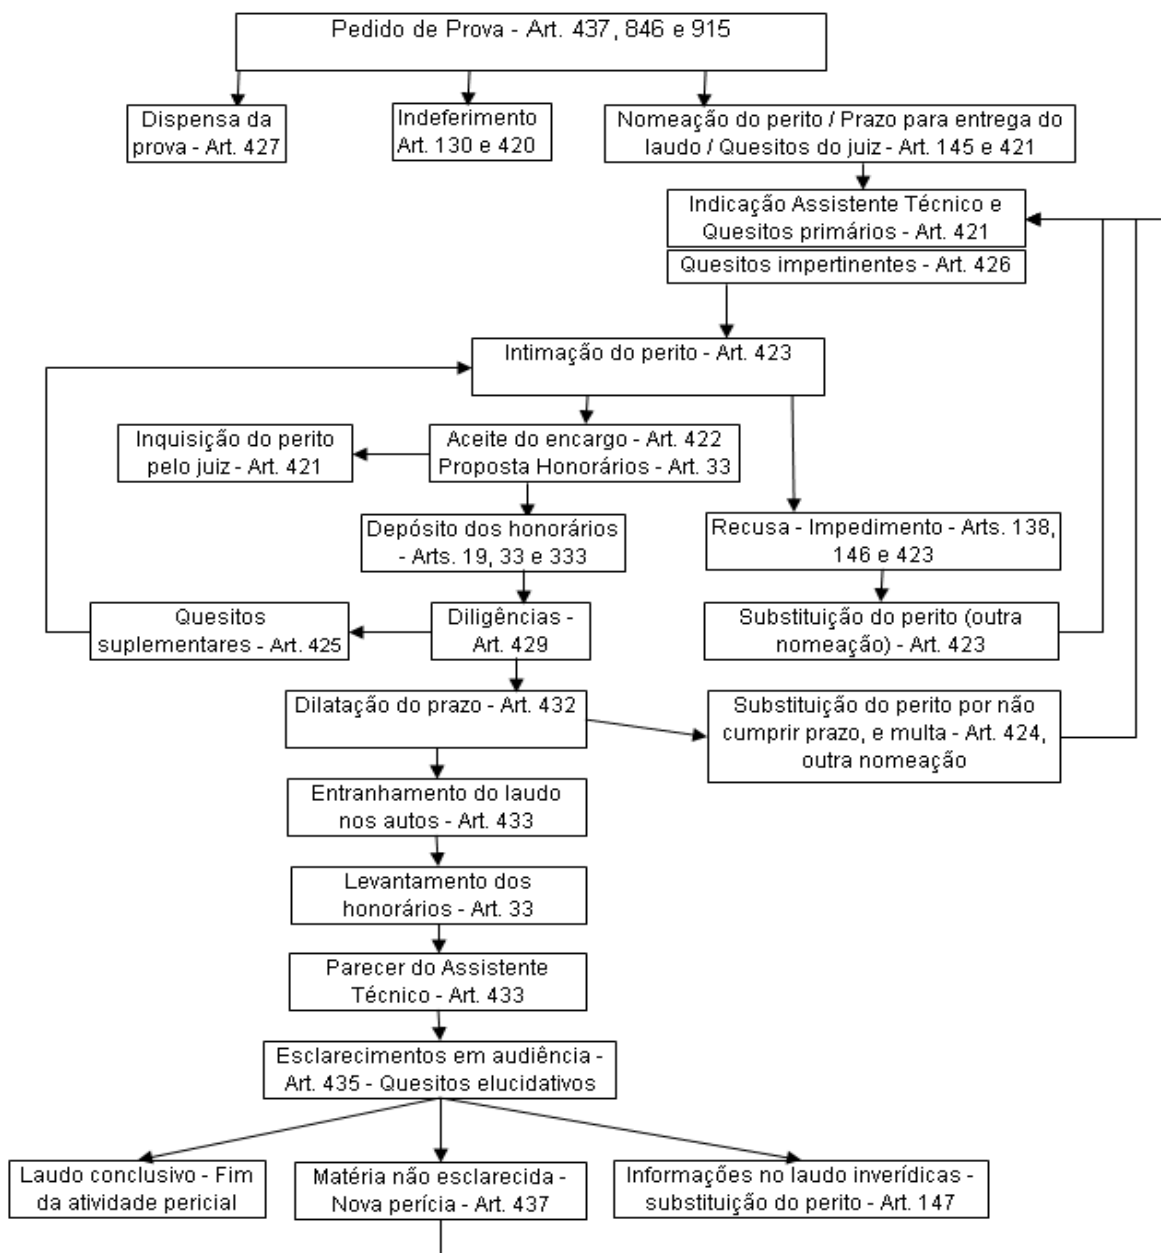 Pedido de Prova - Art. 437, 846 e 915
Dispensa da
prova - Art. 427
Indeferimento
Art. 130 e 420
Nomeação do perito / Prazo para entrega do
laudo / Quesitos do juiz - Art. 145 e 421
Indicação Assistente Técnico e
Quesitos primários - Art. 421
Quesitos impertinentes - Art. 426
Intimação do perito - Art. 423
Inquisição do perito
pelo juiz - Art. 421
Aceite do encargo - Art. 422
Proposta Honorários - Art. 33
Depósito dos honorários
- Arts. 19, 33 e 333
Recusa - Impedimento - Arts. 138,
146 e 423
Quesitos
suplementares - Art. 425
Diligências -
Art. 429
Substituição do perito (outra
nomeação) - Art. 423
Dilatação do prazo - Art. 432
Substituição do perito por não
cumprir prazo, e multa - Art. 424,
outra nomeação
Entranhamento do laudo
nos autos - Art. 433
Levantamento dos
honorários - Art. 33
Parecer do Assistente
Técnico - Art. 433
Esclarecimentos em audiência -
Art. 435 - Quesitos elucidativos
Laudo conclusivo - Fim
da atividade pericial
Matéria não esclarecida -
Nova perícia - Art. 437
Informações no laudo inverídicas -
substituição do perito - Art. 147